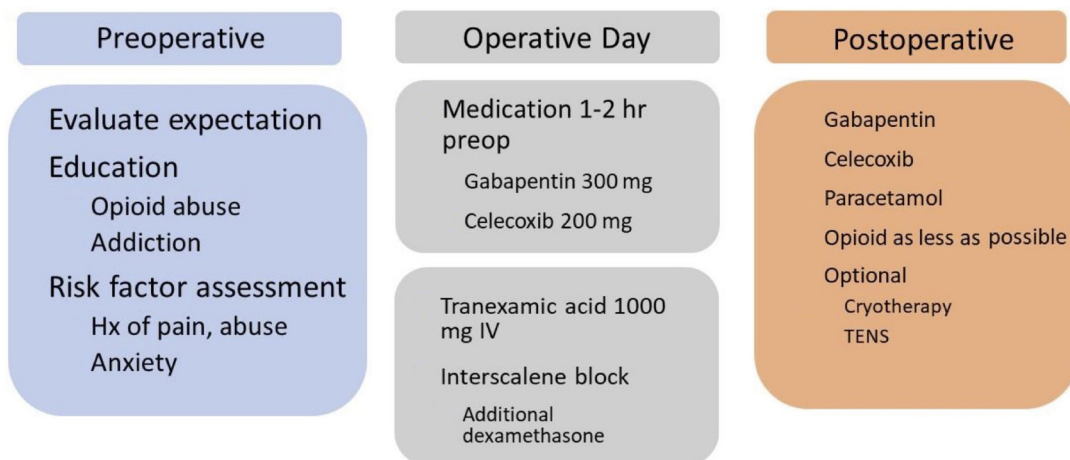 Preoperative
Evaluate expectation
Education
Opioid abuse
Addiction
Risk factor assessment
Hx of pain, abuse
Anxiety
Operative Day
Medication 1-2 hr
preop
Gabapentin 300 mg
Celecoxib 200 mg
Tranexamic acid 1000
mg IV
Interscalene block
Additional
dexamethasone
Postoperative
Gabapentin
Celecoxib
Paracetamol
Opioid as less as possible
Optional
Cryotherapy
TENS